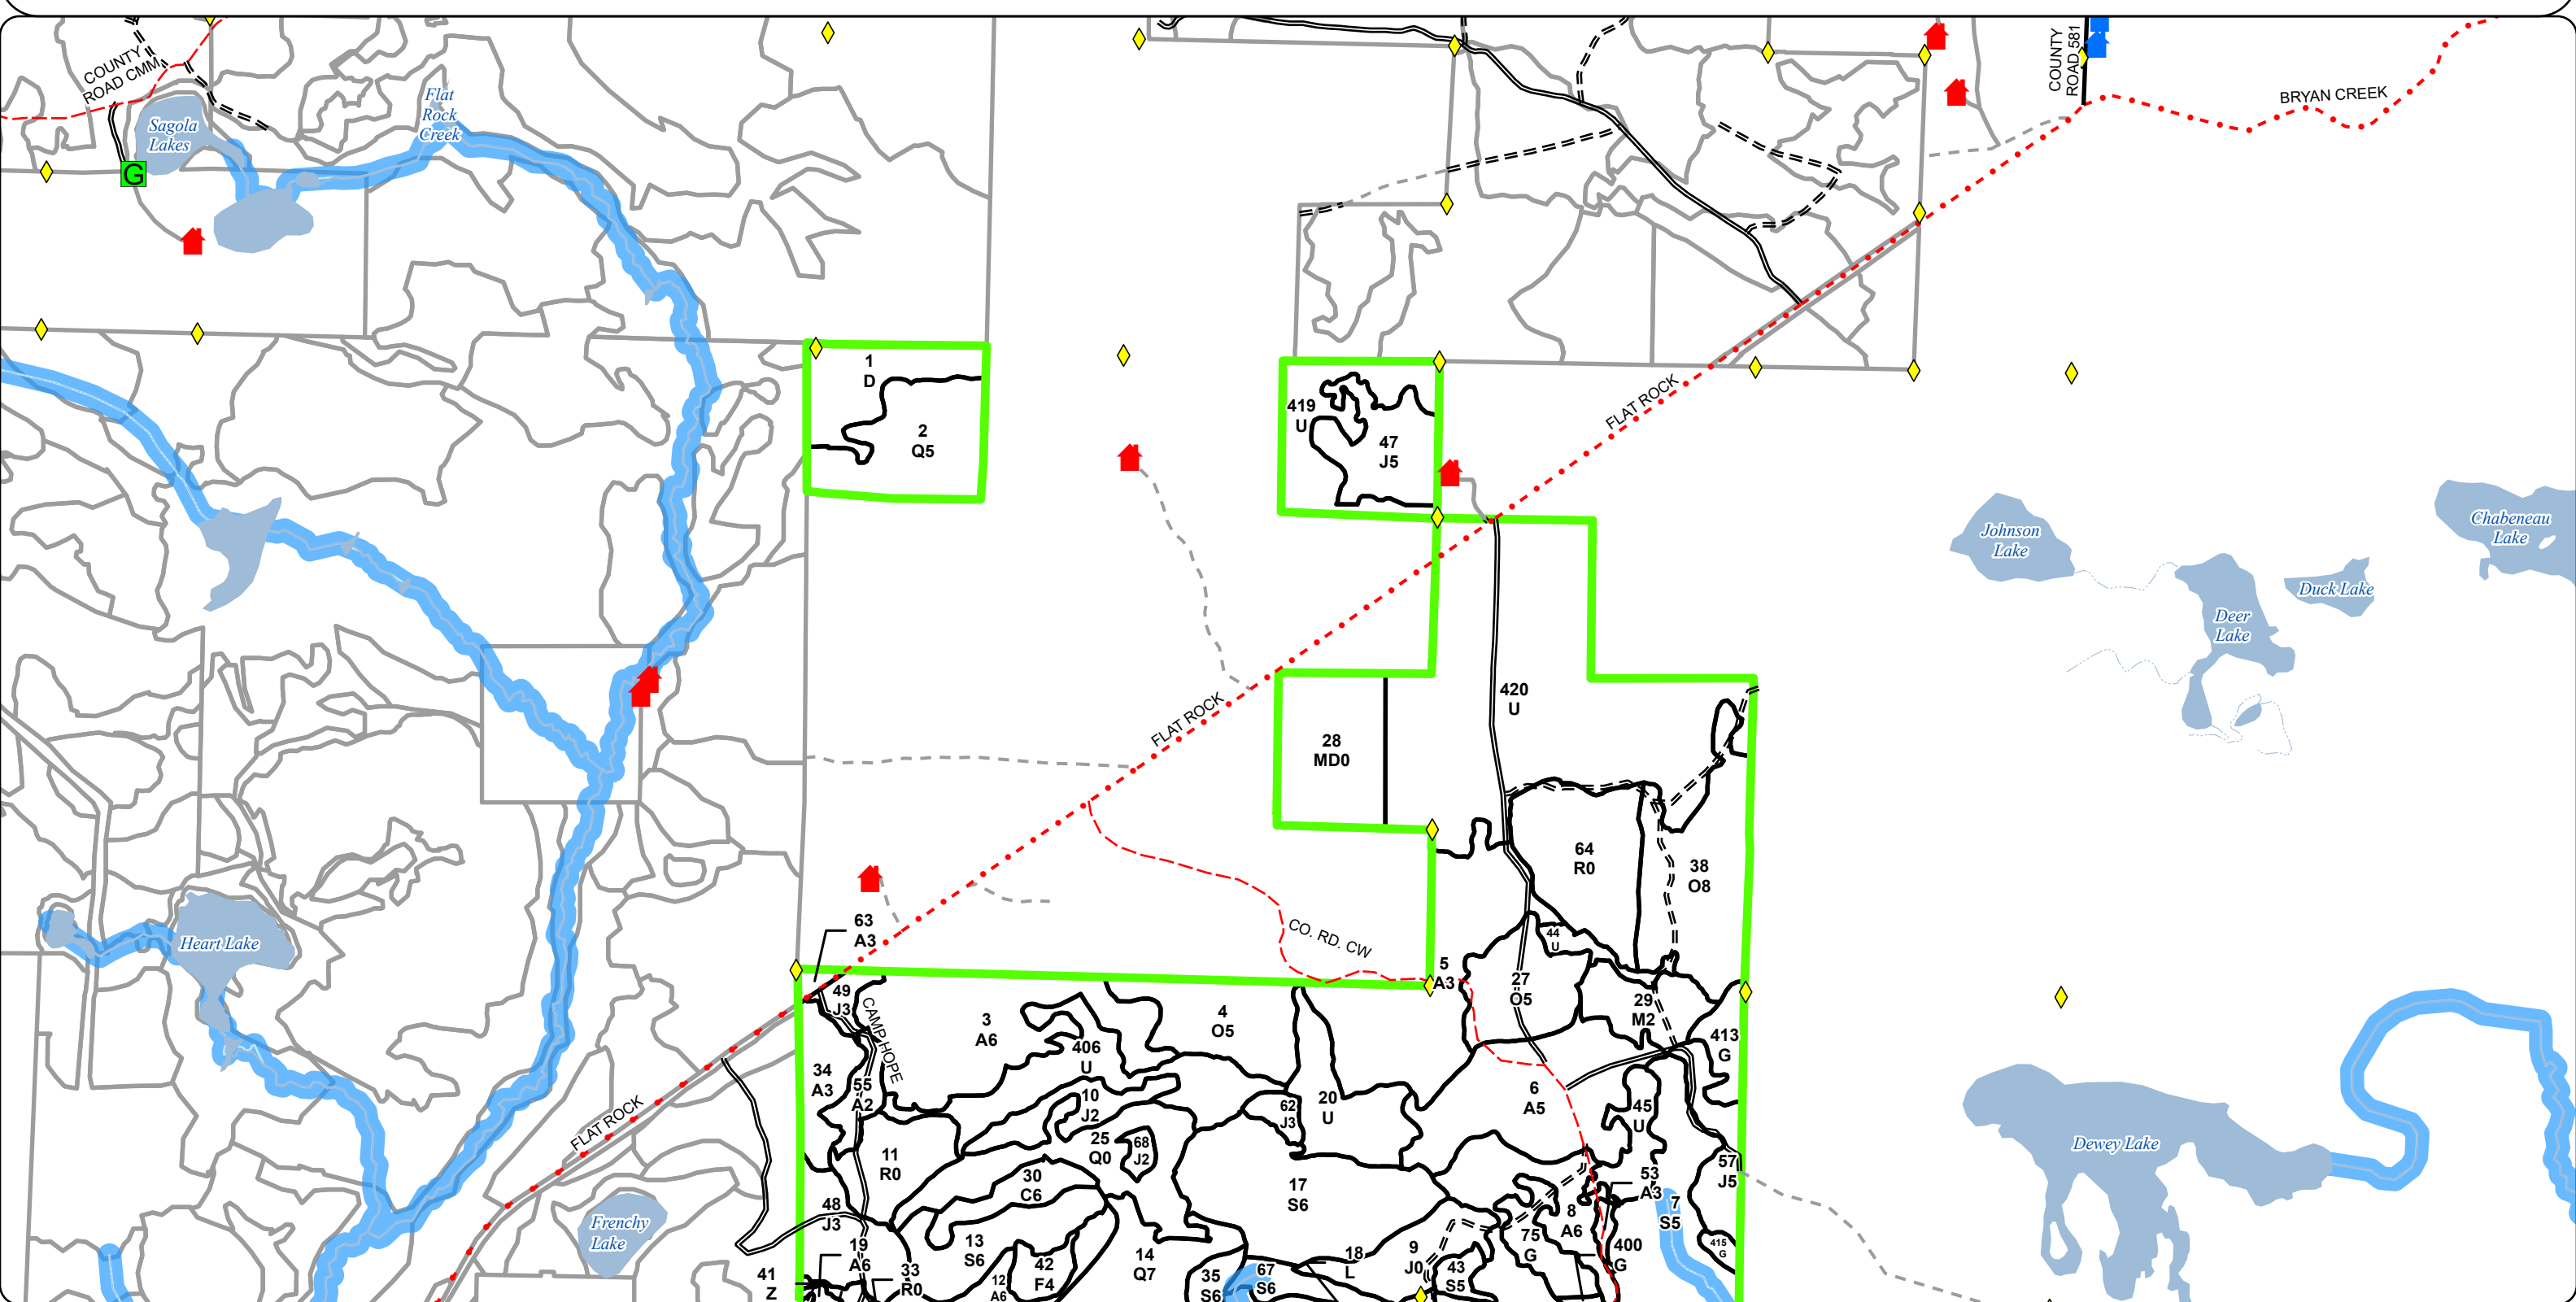 COUNTY
ROAD CMM
Flat
Rock
Creek
Sagola
Lakes
G
COUNTY
ROAD 581
BRYAN CREEK
1
D
2
Q5
419
U
47
J5
FLAT ROCK
Johnson
Lake
Chabeneau
Lake
Duck Lake
Deer
Lake
420
U
FLAT ROCK
28
MD0
64
R0
38
O8
Heart Lake
63
A3
CO. RD. CW
44
U
5
A3
27
O5
29
M2
413
G
49
J3
CAMP HOPE
3
A6
406
U
4
O5
34
A3
55
A2
10
J2
62
J3
20
U
6
A5
45
U
FLAT ROCK
25
Q0
68
J2
11
R0
30
C6
17
S6
53
A3
57
J5
Dewey Lake
48
J3
Frenchy
Lake
7
S5
8
A6
75
G
400
G
415
G
19
A6
13
S6
42
F4
14
Q7
18
L
9
J0
43
S5
41
Z
33
R0
12
A6
35
S6
67
S6